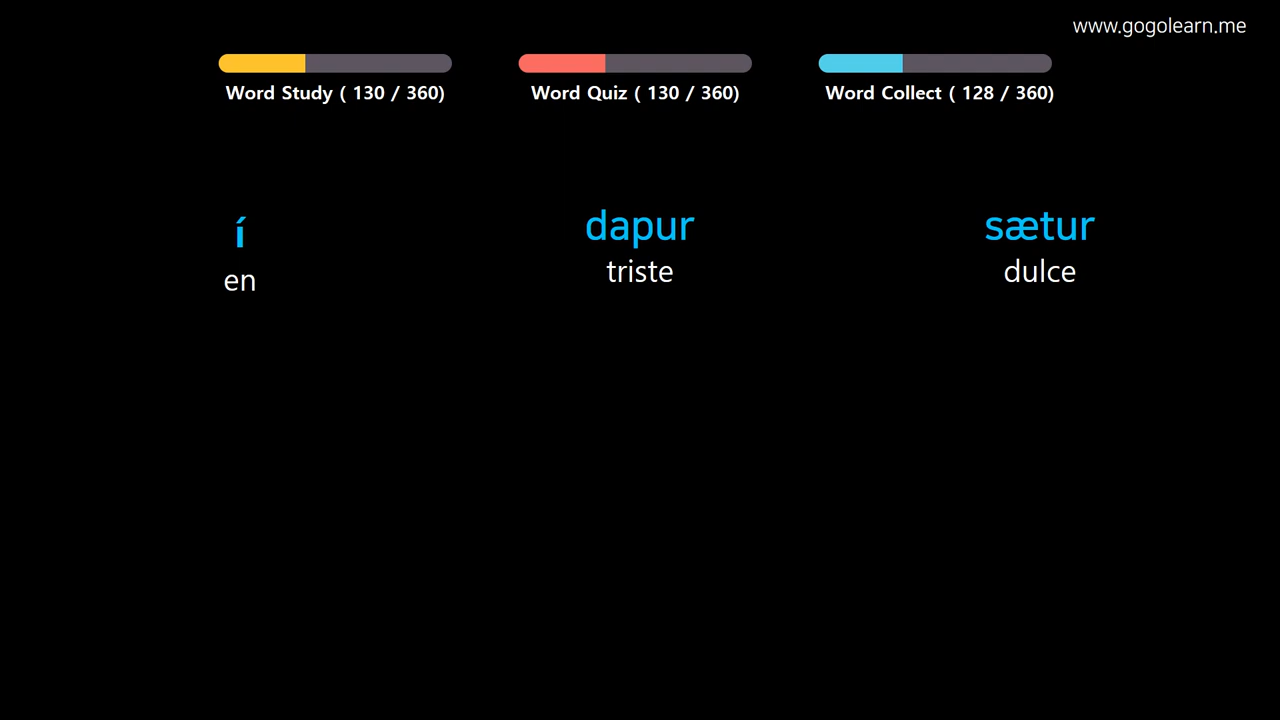 www.gogolearn.me
Word Study ( 130 / 360)
Word Quiz ( 130 / 360)
Word Collect ( 128 / 360)
í
en
dapur
triste
sætur
dulce